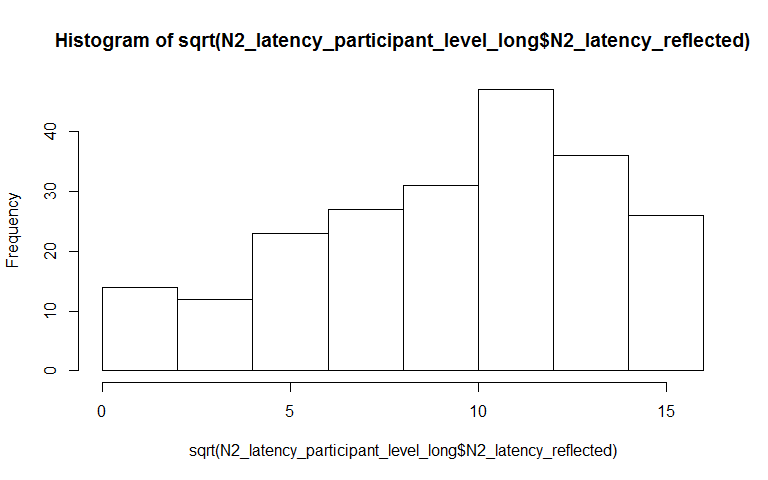 Histogram of sqrt(N2_latency_participant_level_long$N2_latency_reflected)
Frequency
40
30
20
10
0
0 5 10 15
sqrt(N2_latency_participant_level_long$N2_latency_reflected)